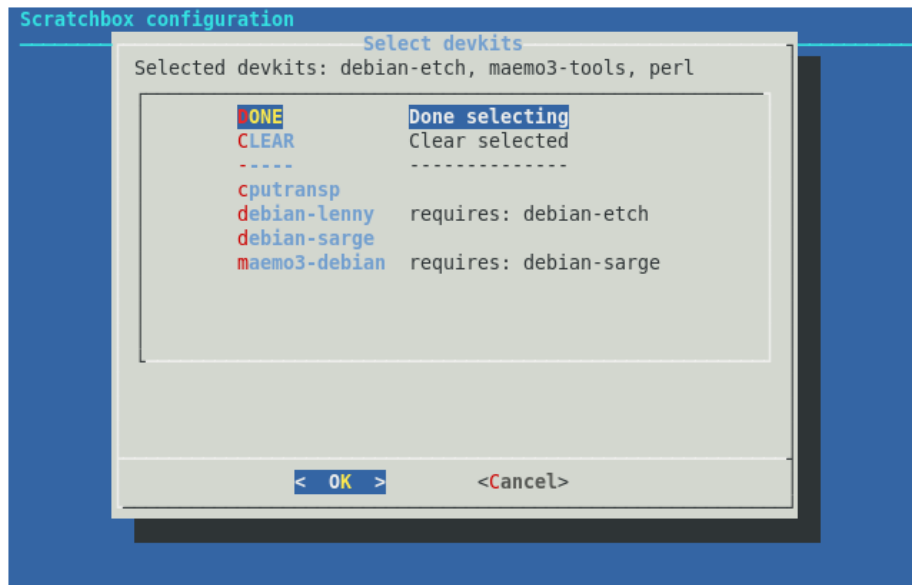 Scratchbox configuration
Select devkits
Selected devkits: debian-etch, maemo3-tools, perl
DONE Done selecting
CLEAR Clear selected
----- --------------
cputransp
debian-lenny requires: debian-etch
debian-sarge
maemo3-debian requires: debian-sarge
< OK > <Cancel>